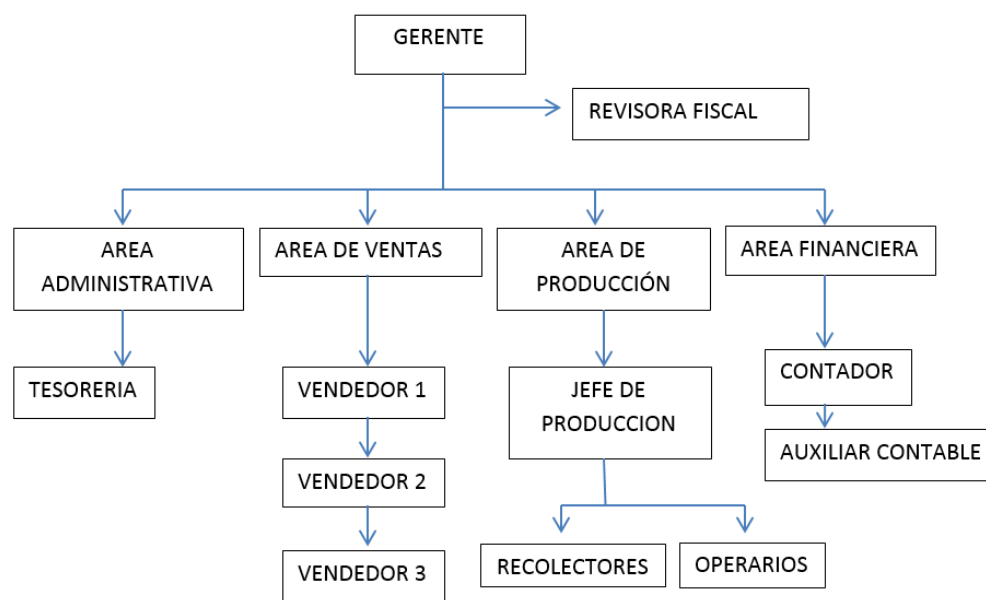 GERENTE
REVISORA FISCAL
AREA
ADMINISTRATIVA
AREA DE VENTAS
AREA DE
PRODUCCIÓN
AREA FINANCIERA
TESORERIA
VENDEDOR 1
JEFE DE
PRODUCCION
CONTADOR
AUXILIAR CONTABLE
VENDEDOR 2
RECOLECTORES
OPERARIOS
VENDEDOR 3